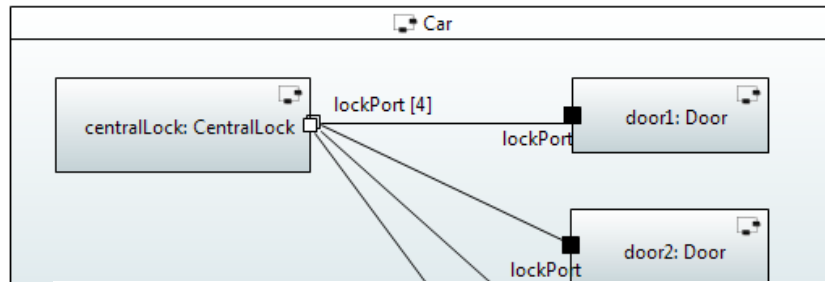 Car
lockPort [4]
centralLock: CentralLock
door1: Door
lockPort
door2: Door
lockPort